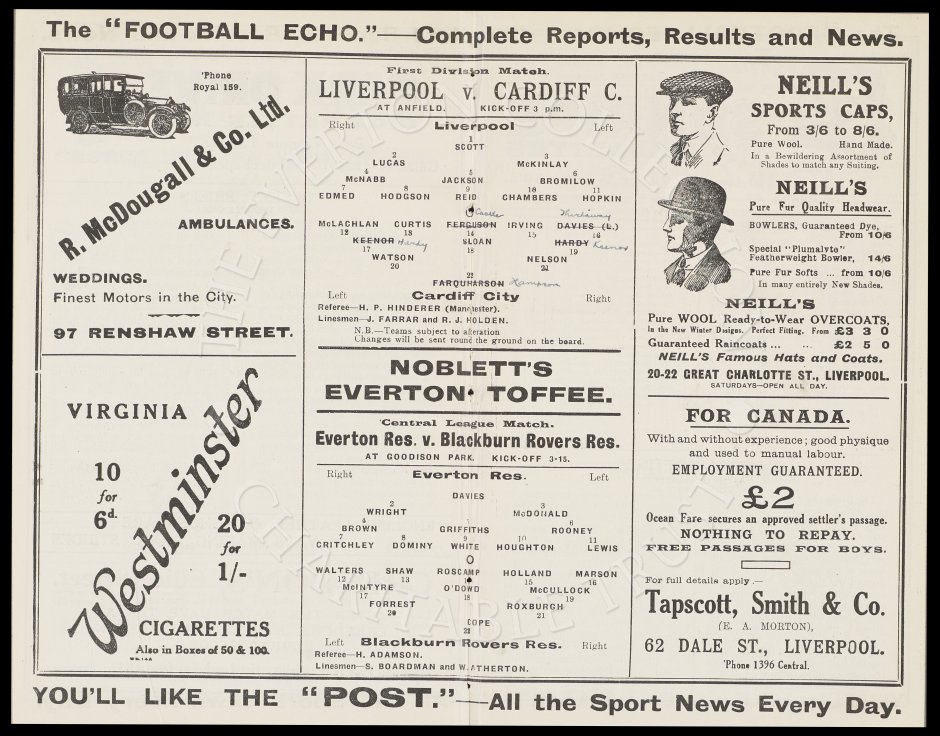 The "FOOTBALL ECHO."—Complete Reports, Results and News.
'Phone
Royal 159.
R. McDougall & Co. Ltd.
AMBULANCES.
WEDDINGS.
Finest Motors in the City.
97 RENSHAW STREET.
VIRGINIA
10
for
6d.
Westminster
20
for
1/-
CIGARETTES
Also in Boxes of 50 & 100.
First Division Match.
LIVERPOOL v. CARDIFF C.
AT ANFIELD. KICK-OFF 3 p.m.
Right Liverpool Left
1
SCOTT
2 3
LUCAS McKINLAY
4 5 6
McNABB JACKSON BROMILOW
7 8 9 10 11
EDMED HODGSON REID CHAMBERS HOPKIN
Castle Thirlaway
McLACHLAN CURTIS FERGUSON IRVING DAVIES (L.)
12 13 14 15 16
KEENOR Hardy SLOAN HARDY Keenor
17 18 19
WATSON NELSON
20 21
22
FARQUHARSON Hampson
Left Cardiff City Right
Referee—H. P. HINDERER (Manchester).
Linesmen—J. FARRAR and R. J. HOLDEN.
N.B.—Teams subject to alteration
Changes will be sent round the ground on the board.
NOBLETT'S
EVERTON TOFFEE.
Central League Match.
Everton Res. v. Blackburn Rovers Res.
AT GOODISON PARK. KICK-OFF 3-15.
Right Everton Res. Left
DAVIES
2 3
WRIGHT McDONALD
4 5 6
BROWN GRIFFITHS ROONEY
7 8 9 10 11
CRITCHLEY DOMINY WHITE HOUGHTON LEWIS
WALTERS SHAW ROSCAMP HOLLAND MARSON
12 13 14 15 16
McINTYRE O'DOWD McCULLOCK
17 18 19
FORREST ROXBURGH
20 21
COPE
22
Left Blackburn Rovers Res. Right
Referee—H. ADAMSON.
Linesmen—S. BOARDMAN and W. ATHERTON.
NEILL'S
SPORTS CAPS,
From 3/6 to 8/6.
Pure Wool. Hand Made.
In a Bewildering Assortment of
Shades to match any Suiting.
NEILL'S
Pure Fur Quality Headwear.
BOWLERS, Guaranteed Dye,
From 10/6
Special "Plumalyte"
Featherweight Bowler, 14/6
Pure Fur Softs ... from 10/6
In many entirely New Shades.
NEILL'S
Pure WOOL Ready-to-Wear OVERCOATS,
In the New Winter Designs. Perfect Fitting. From £3 3 0
Guaranteed Raincoats ... ... £2 5 0
NEILL'S Famous Hats and Coats.
20-22 GREAT CHARLOTTE ST., LIVERPOOL.
SATURDAYS—OPEN ALL DAY.
FOR CANADA.
With and without experience; good physique
and used to manual labour.
EMPLOYMENT GUARANTEED.
£2
Ocean Fare secures an approved settler's passage.
NOTHING TO REPAY.
FREE PASSAGES FOR BOYS.
For full details apply:—
Tapscott, Smith & Co.
(E. A. MORTON),
62 DALE ST., LIVERPOOL.
'Phone 1396 Central.
YOU'LL LIKE THE "POST."—All the Sport News Every Day.
THE EVERTON COLLECTION
CHARITABLE TRUST